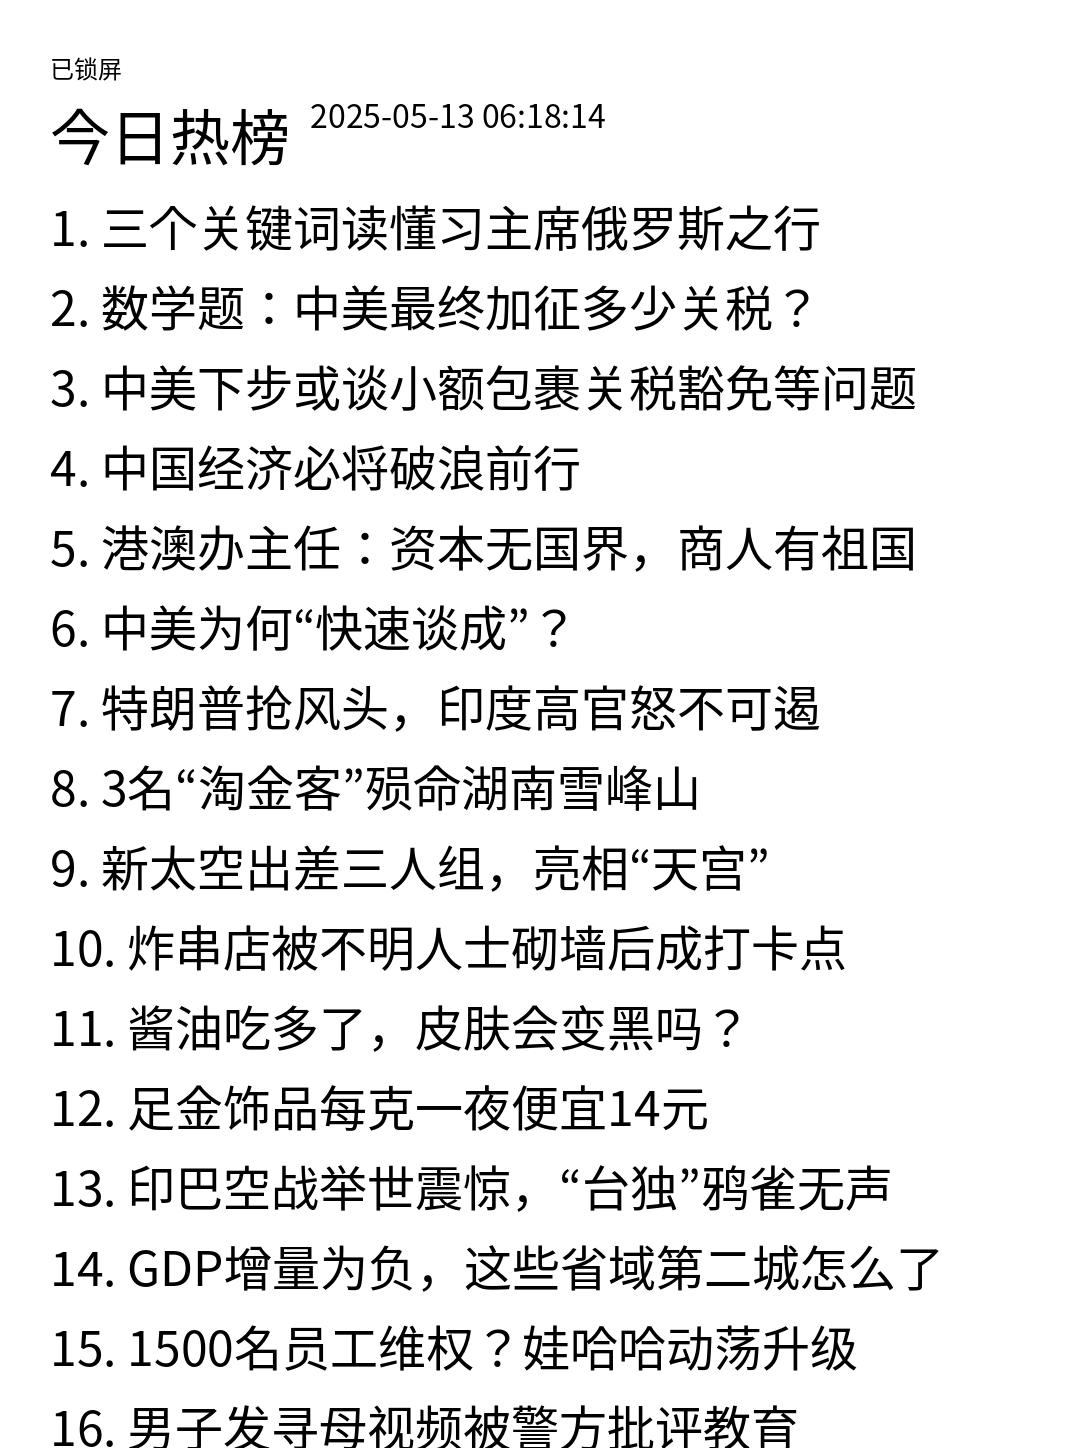 已锁屏
今日热榜 2025-05-13 06:18:14
1. 三个关键词读懂习主席俄罗斯之行
2. 数学题：中美最终加征多少关税？
3. 中美下步或谈小额包裹关税豁免等问题
4. 中国经济必将破浪前行
5. 港澳办主任：资本无国界，商人有祖国
6. 中美为何“快速谈成”？
7. 特朗普抢风头，印度高官怒不可遏
8. 3名“淘金客”殒命湖南雪峰山
9. 新太空出差三人组，亮相“天宫”
10. 炸串店被不明人士砌墙后成打卡点
11. 酱油吃多了，皮肤会变黑吗？
12. 足金饰品每克一夜便宜14元
13. 印巴空战举世震惊，“台独”鸦雀无声
14. GDP增量为负，这些省域第二城怎么了
15. 1500名员工维权？娃哈哈动荡升级
16. 男子发寻母视频被警方批评教育